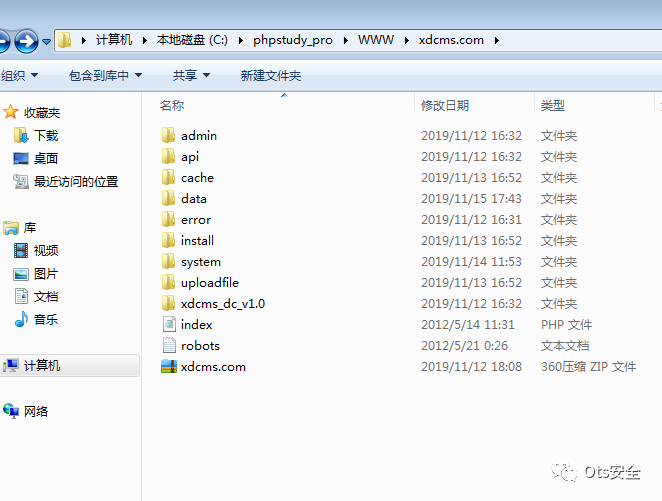 计算机 本地磁盘 (C:) phpstudy_pro WWW xdcms.com
组织 包含到库中 共享 新建文件夹
收藏夹
下载
桌面
最近访问的位置
库
视频
图片
文档
音乐
计算机
网络
名称 修改日期 类型
admin 2019/11/12 16:32 文件夹
api 2019/11/12 16:32 文件夹
cache 2019/11/13 16:52 文件夹
data 2019/11/15 17:43 文件夹
error 2019/11/12 16:31 文件夹
install 2019/11/13 16:52 文件夹
system 2019/11/14 11:53 文件夹
uploadfile 2019/11/13 16:52 文件夹
xdcms_dc_v1.0 2019/11/12 16:32 文件夹
index 2012/5/14 11:31 PHP 文件
robots 2012/5/21 0:26 文本文档
xdcms.com 2019/11/12 18:08 360压缩 ZIP 文件
Ots安全